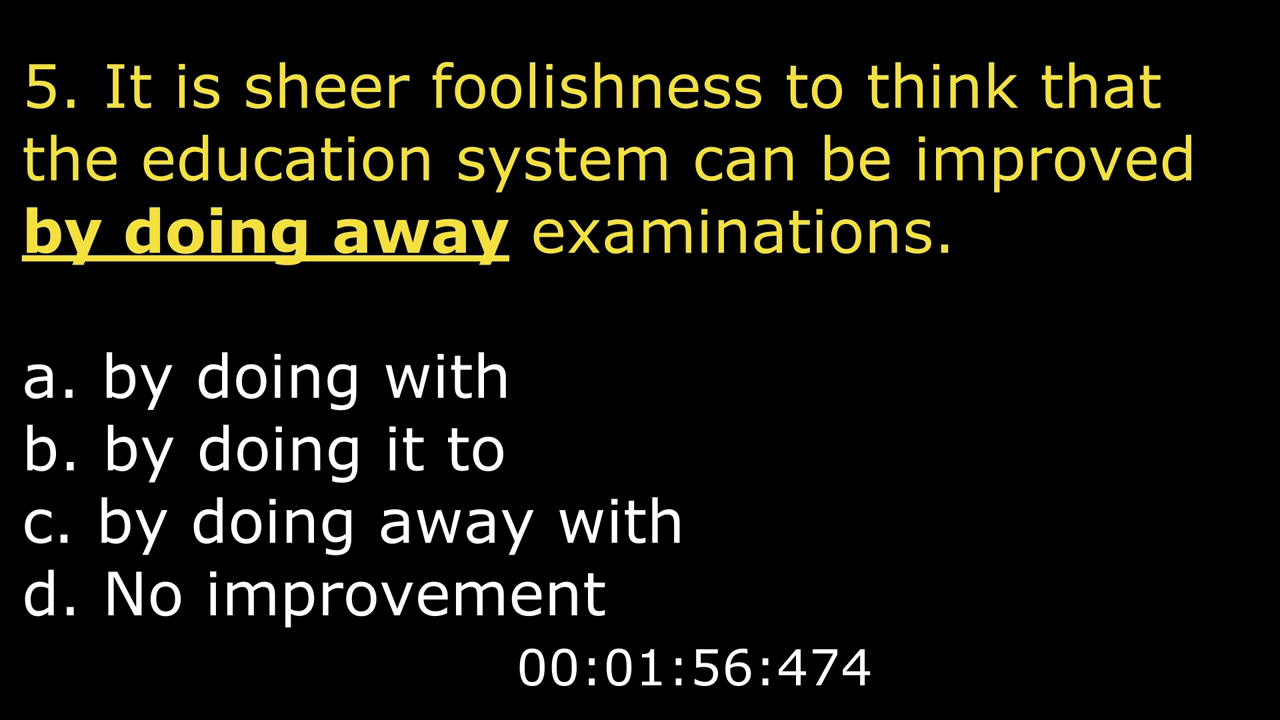 5. It is sheer foolishness to think that
the education system can be improved
by doing away examinations.
a. by doing with
b. by doing it to
c. by doing away with
d. No improvement
00:01:56:474